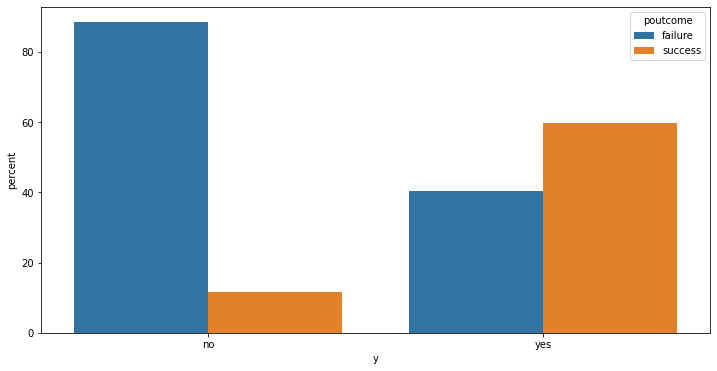 poutcome
failure
success
percent
80
60
40
20
0
no
yes
y